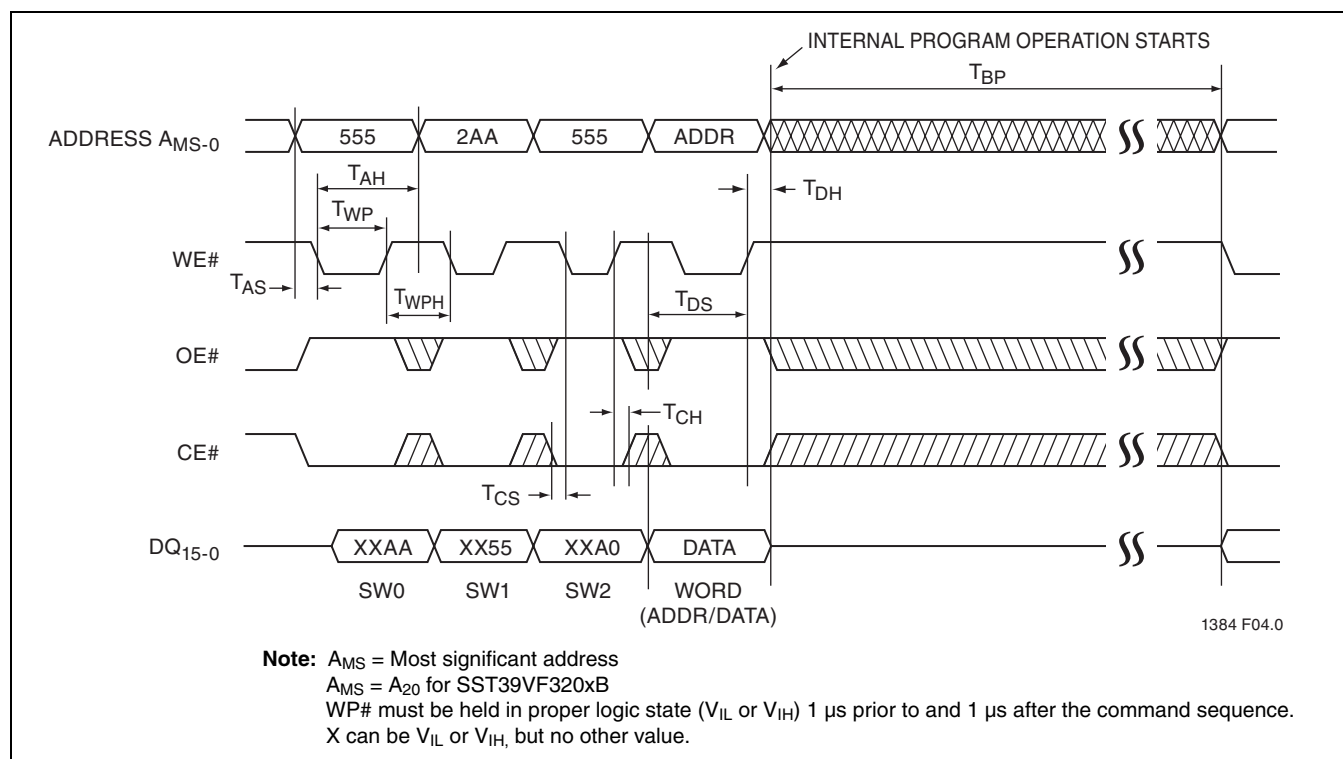 INTERNAL PROGRAM OPERATION STARTS
TBP
ADDRESS AMS-0
555
2AA
555
ADDR
TAH
TDH
TWP
WE#
TAS
TWPH
TDS
OE#
TCH
CE#
TCS
DQ15-0
XXAA
XX55
XXA0
DATA
SW0
SW1
SW2
WORD
(ADDR/DATA)
1384 F04.0
Note: AMS = Most significant address
AMS = A20 for SST39VF320xB
WP# must be held in proper logic state (VIL or VIH) 1 µs prior to and 1 µs after the command sequence.
X can be VIL or VIH, but no other value.